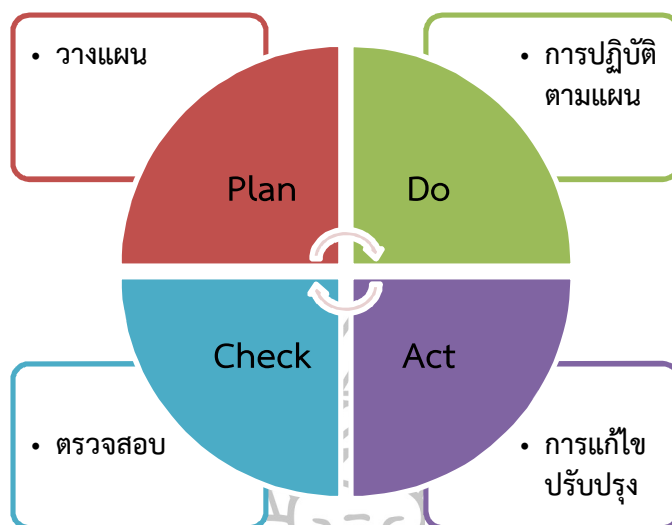 • วางแผน
• การปฏิบัติ
ตามแผน
Plan
Do
Check
Act
• ตรวจสอบ
• การแก้ไข
ปรับปรุง